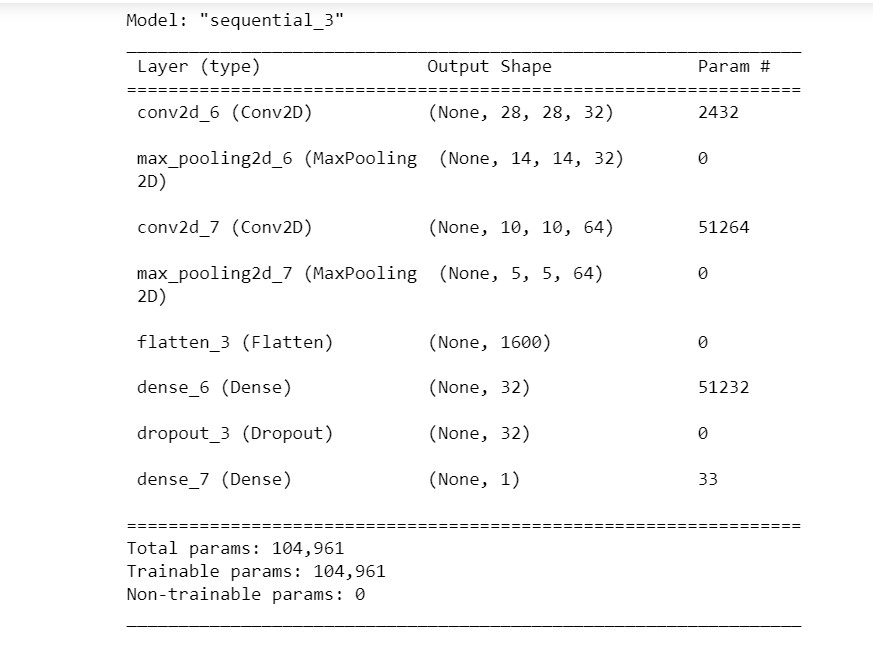 Model: "sequential_3"
_________________________________________________________________
Layer (type) Output Shape Param #
=================================================================
conv2d_6 (Conv2D) (None, 28, 28, 32) 2432
max_pooling2d_6 (MaxPooling (None, 14, 14, 32) 0
2D)
conv2d_7 (Conv2D) (None, 10, 10, 64) 51264
max_pooling2d_7 (MaxPooling (None, 5, 5, 64) 0
2D)
flatten_3 (Flatten) (None, 1600) 0
dense_6 (Dense) (None, 32) 51232
dropout_3 (Dropout) (None, 32) 0
dense_7 (Dense) (None, 1) 33
=================================================================
Total params: 104,961
Trainable params: 104,961
Non-trainable params: 0
_________________________________________________________________